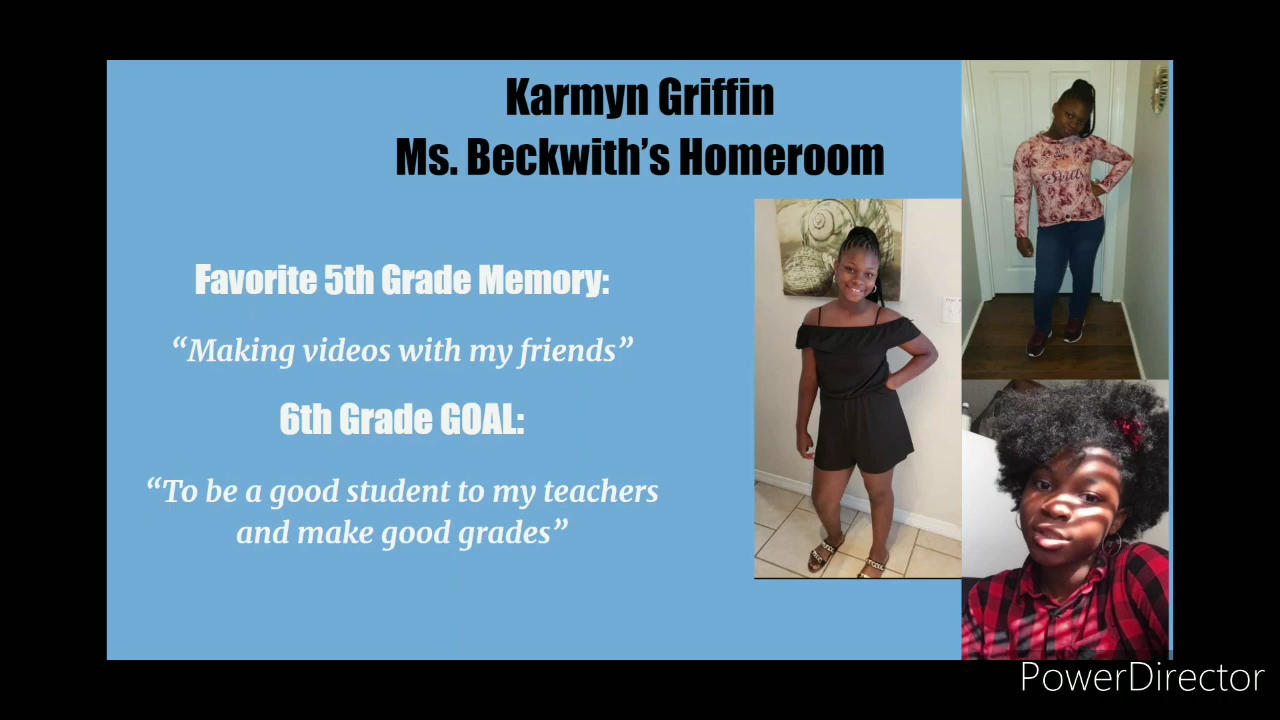 Karmyn Griffin
Ms. Beckwith's Homeroom
Favorite 5th Grade Memory:
“Making videos with my friends”
6th Grade GOAL:
“To be a good student to my teachers
and make good grades”
PowerDirector